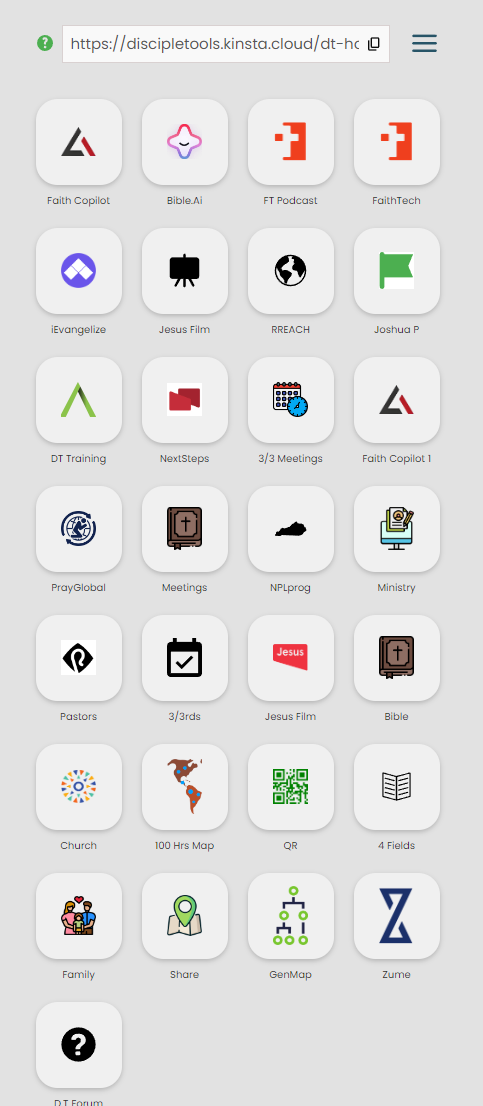 ?
https://discipletools.kinsta.cloud/dt-ho
Faith Copilot Bible.Ai FT Podcast FaithTech
iEvangelize Jesus Film RREACH Joshua P
DT Training NextSteps 3/3 Meetings Faith Copilot 1
PrayGlobal Meetings NPLprog Ministry
Jesus
Pastors 3/3rds Jesus Film Bible
Church 100 Hrs Map QR 4 Fields
Family Share GenMap Zume
?
D.T Forum